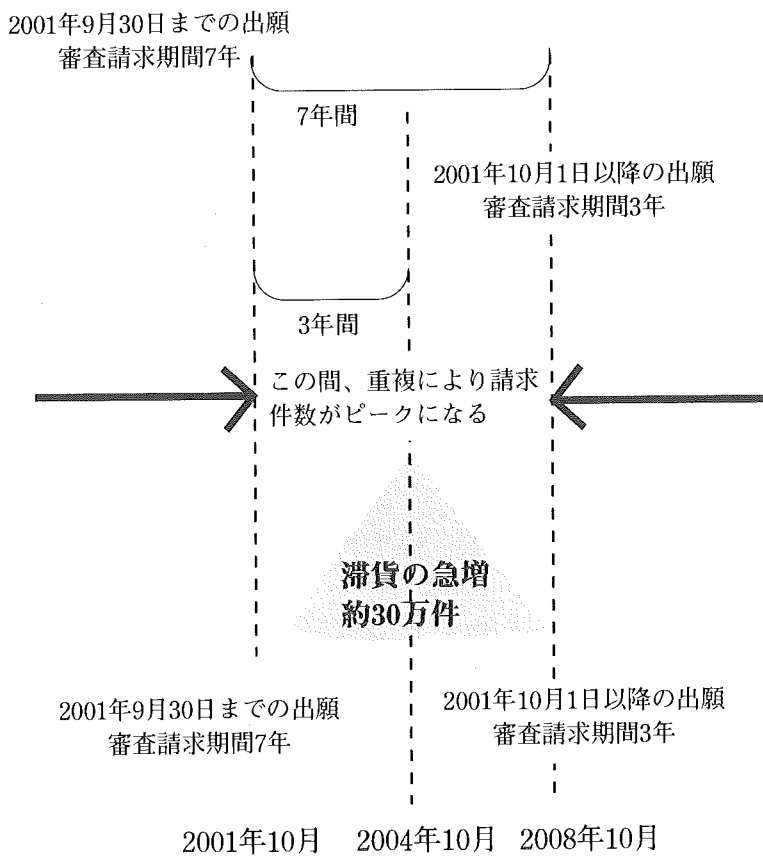 2001年9月30日までの出願
審査請求期間7年
7年間
2001年10月1日以降の出願
審査請求期間3年
3年間
この間、重複により請求
件数がピークになる
滞貨の急増
約30万件
2001年9月30日までの出願
審査請求期間7年
2001年10月1日以降の出願
審査請求期間3年
2001年10月 2004年10月 2008年10月